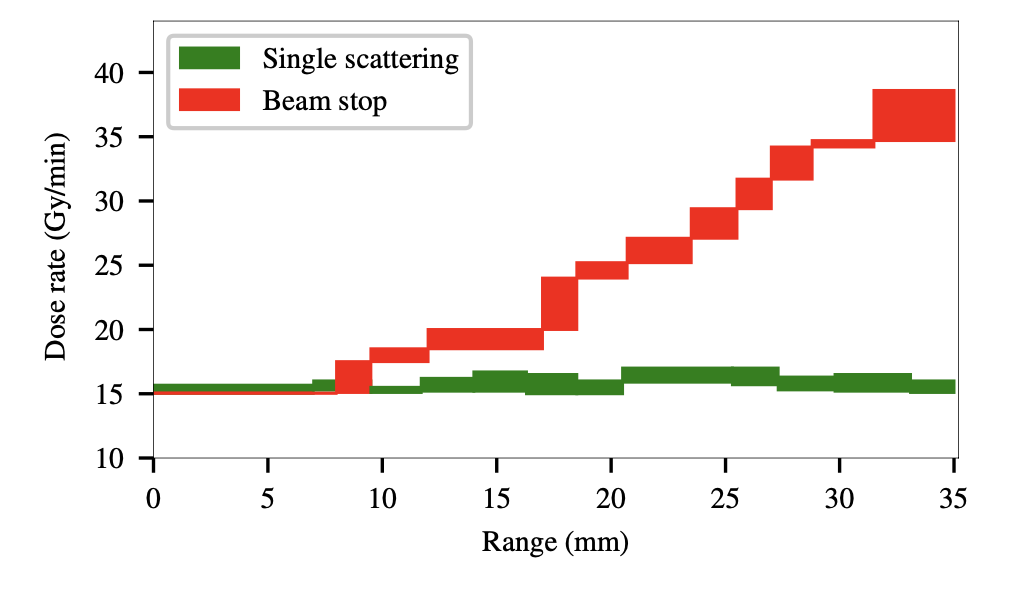 Single scattering
Beam stop
Dose rate (Gy/min)
40
35
30
25
20
15
10
0 5 10 15 20 25 30 35
Range (mm)